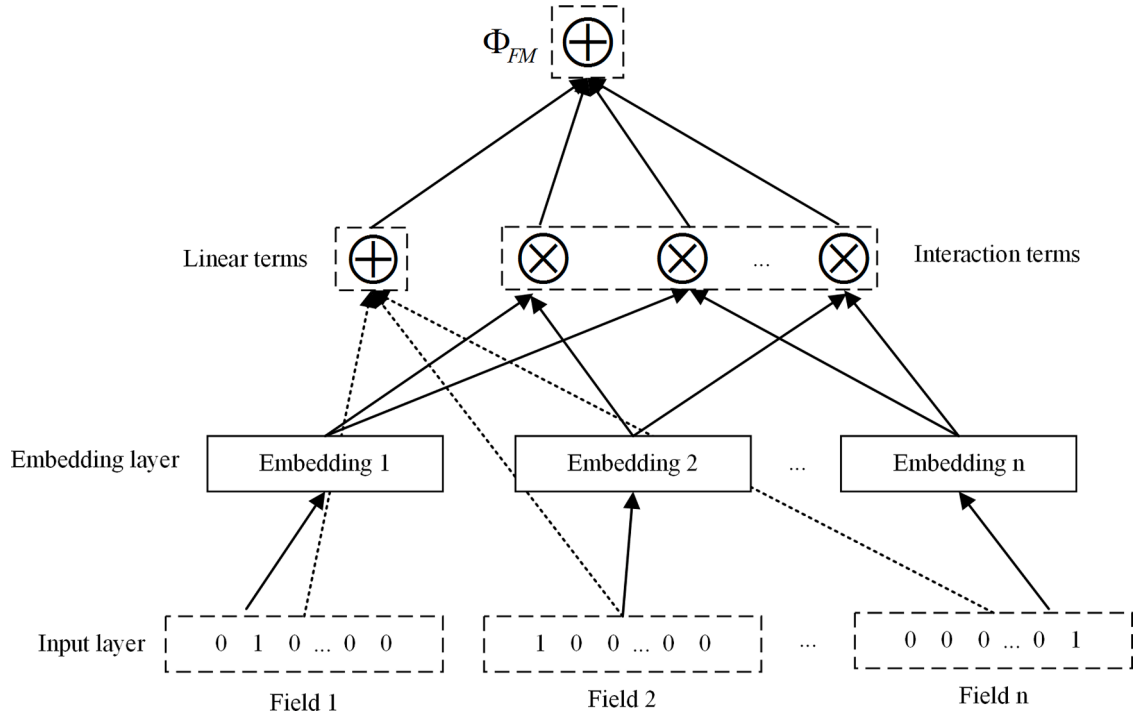 Φ_FM
Linear terms
...
Interaction terms
Embedding layer
Embedding 1
Embedding 2
...
Embedding n
Input layer
0 1 0 ... 0 0
1 0 0 ... 0 0
...
0 0 0 ... 0 1
Field 1
Field 2
Field n